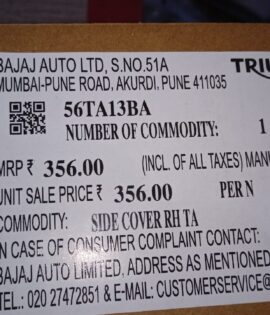 BAJAJ AUTO LTD, S.NO.51A
MUMBAI-PUNE ROAD, AKURDI, PUNE 411035
TRIU
56TA13BA
NUMBER OF COMMODITY: 1
MRP ₹ 356.00 (INCL. OF ALL TAXES) MANU
UNIT SALE PRICE ₹ 356.00 PER N
COMMODITY: SIDE COVER RH TA
IN CASE OF CONSUMER COMPLAINT CONTACT:
BAJAJ AUTO LIMITED, ADDRESS AS MENTIONED
TEL.: 020 27472851 & E-MAIL: CUSTOMERSERVICE@